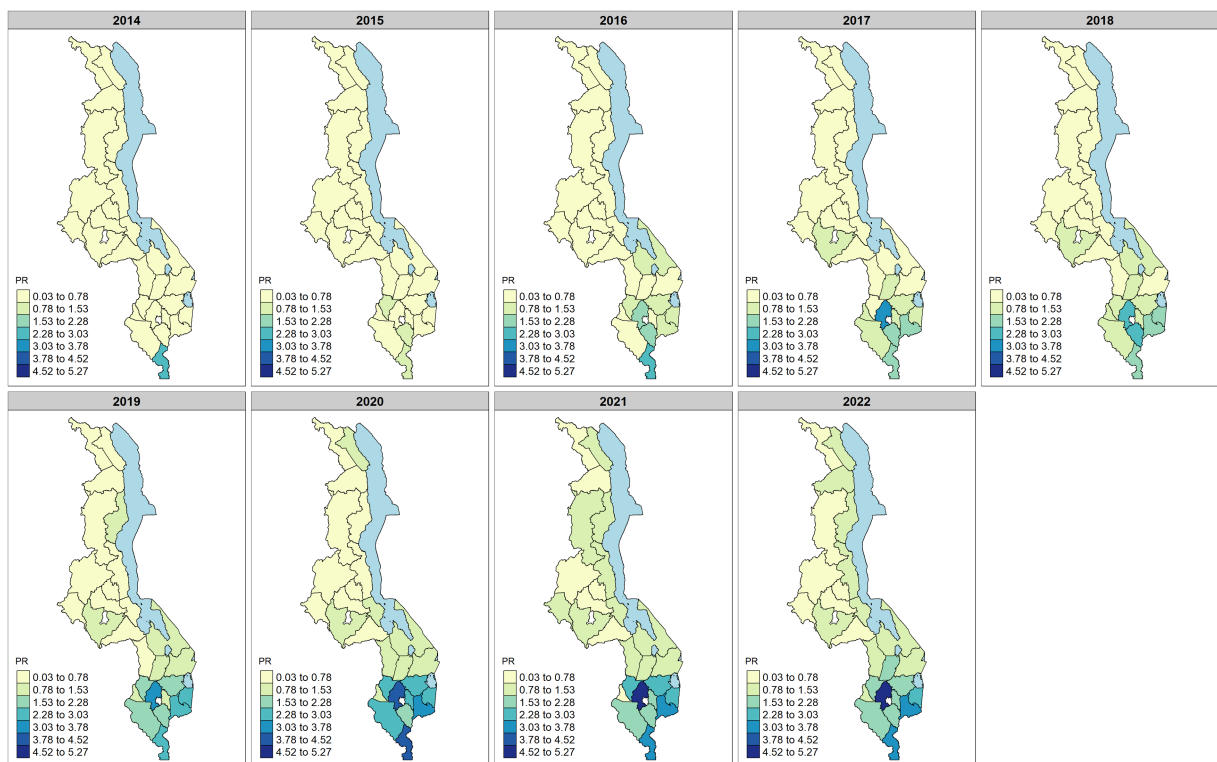 2014
2015
2016
2017
2018
PR
0.03 to 0.78
0.78 to 1.53
1.53 to 2.28
2.28 to 3.03
3.03 to 3.78
3.78 to 4.52
4.52 to 5.27
PR
0.03 to 0.78
0.78 to 1.53
1.53 to 2.28
2.28 to 3.03
3.03 to 3.78
3.78 to 4.52
4.52 to 5.27
PR
0.03 to 0.78
0.78 to 1.53
1.53 to 2.28
2.28 to 3.03
3.03 to 3.78
3.78 to 4.52
4.52 to 5.27
PR
0.03 to 0.78
0.78 to 1.53
1.53 to 2.28
2.28 to 3.03
3.03 to 3.78
3.78 to 4.52
4.52 to 5.27
PR
0.03 to 0.78
0.78 to 1.53
1.53 to 2.28
2.28 to 3.03
3.03 to 3.78
3.78 to 4.52
4.52 to 5.27
2019
2020
2021
2022
PR
0.03 to 0.78
0.78 to 1.53
1.53 to 2.28
2.28 to 3.03
3.03 to 3.78
3.78 to 4.52
4.52 to 5.27
PR
0.03 to 0.78
0.78 to 1.53
1.53 to 2.28
2.28 to 3.03
3.03 to 3.78
3.78 to 4.52
4.52 to 5.27
PR
0.03 to 0.78
0.78 to 1.53
1.53 to 2.28
2.28 to 3.03
3.03 to 3.78
3.78 to 4.52
4.52 to 5.27
PR
0.03 to 0.78
0.78 to 1.53
1.53 to 2.28
2.28 to 3.03
3.03 to 3.78
3.78 to 4.52
4.52 to 5.27